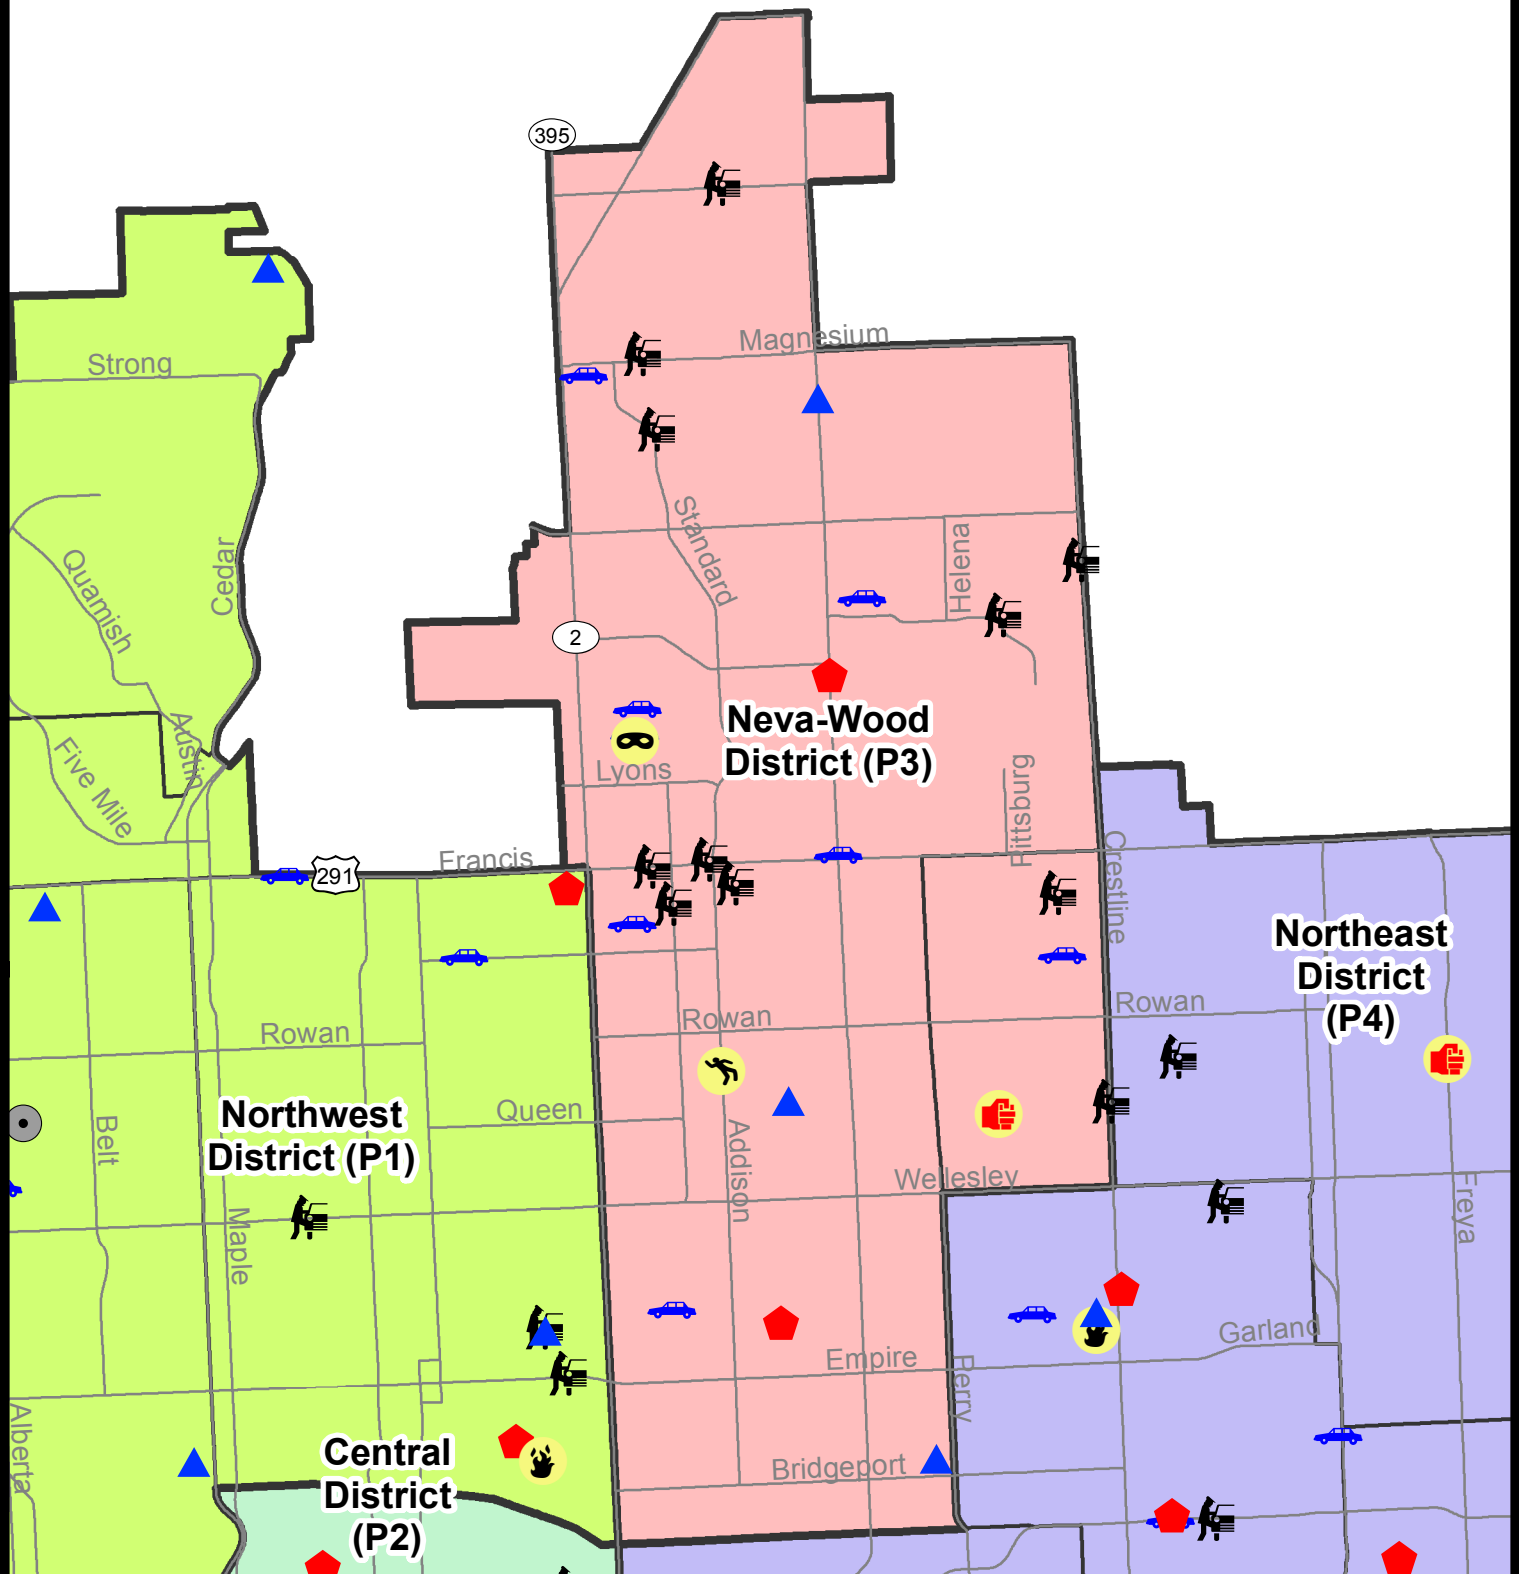 395
Magnesium
Strong
Standard
Helena
Cedar
Quamish
2
Neva-Wood
District (P3)
Austin
Five Mile
Lyons
Pittsburg
Francis
291
Crestline
Northeast
District
(P4)
Rowan
Rowan
Rowan
Northwest
District (P1)
Queen
Belt
Addison
Wellesley
Maple
Freya
Garland
Empire
Perry
Alberta
Central
District
(P2)
Bridgeport